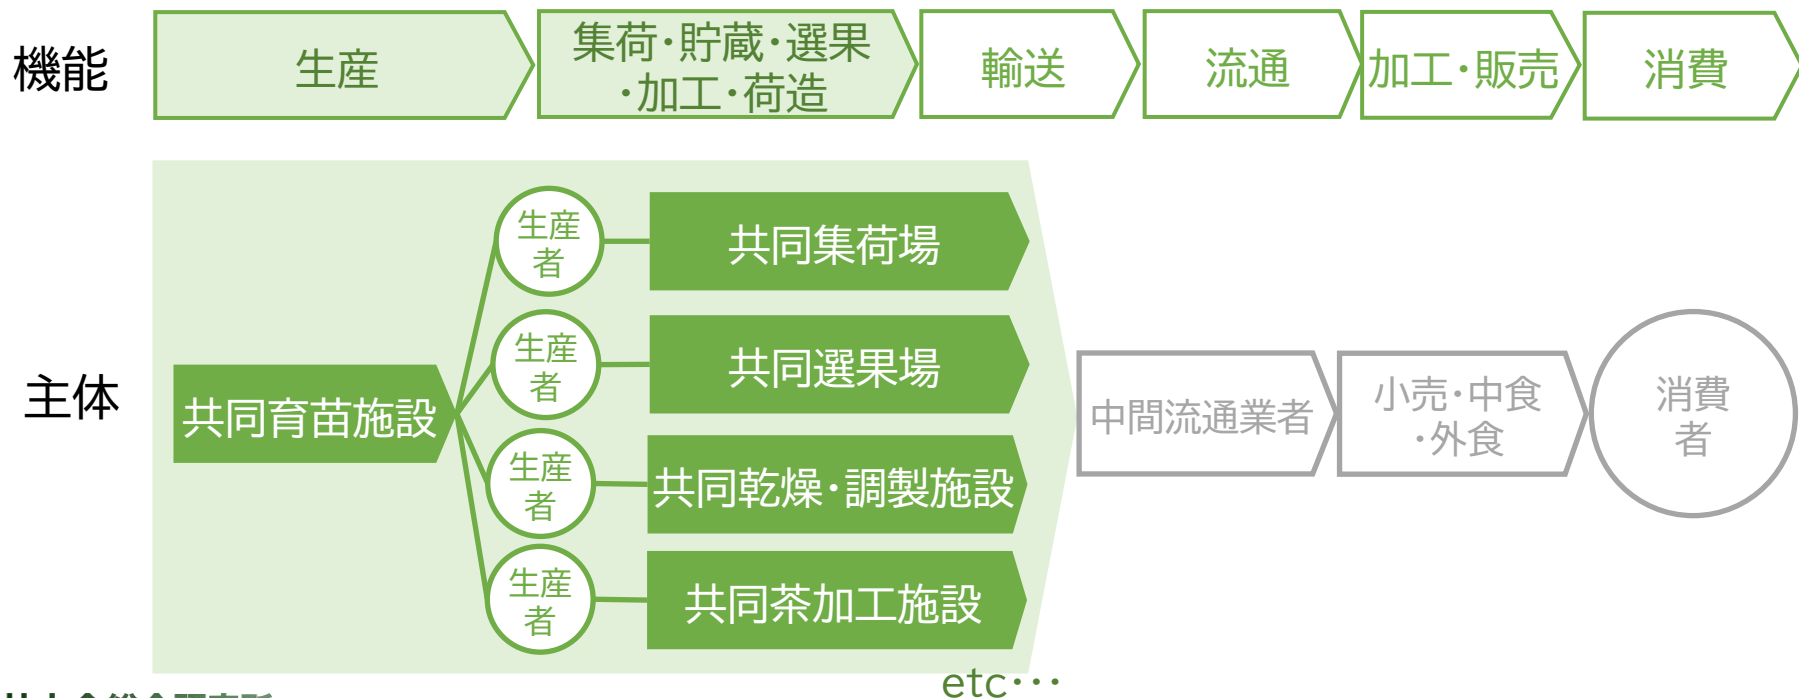 機能
生産
集荷・貯蔵・選果
・加工・荷造
輸送
流通
加工・販売
消費
主体
共同育苗施設
生産
者
共同集荷場
生産
者
共同選果場
生産
者
共同乾燥・調製施設
生産
者
共同茶加工施設
etc・・・
中間流通業者
小売・中食
・外食
消費
者